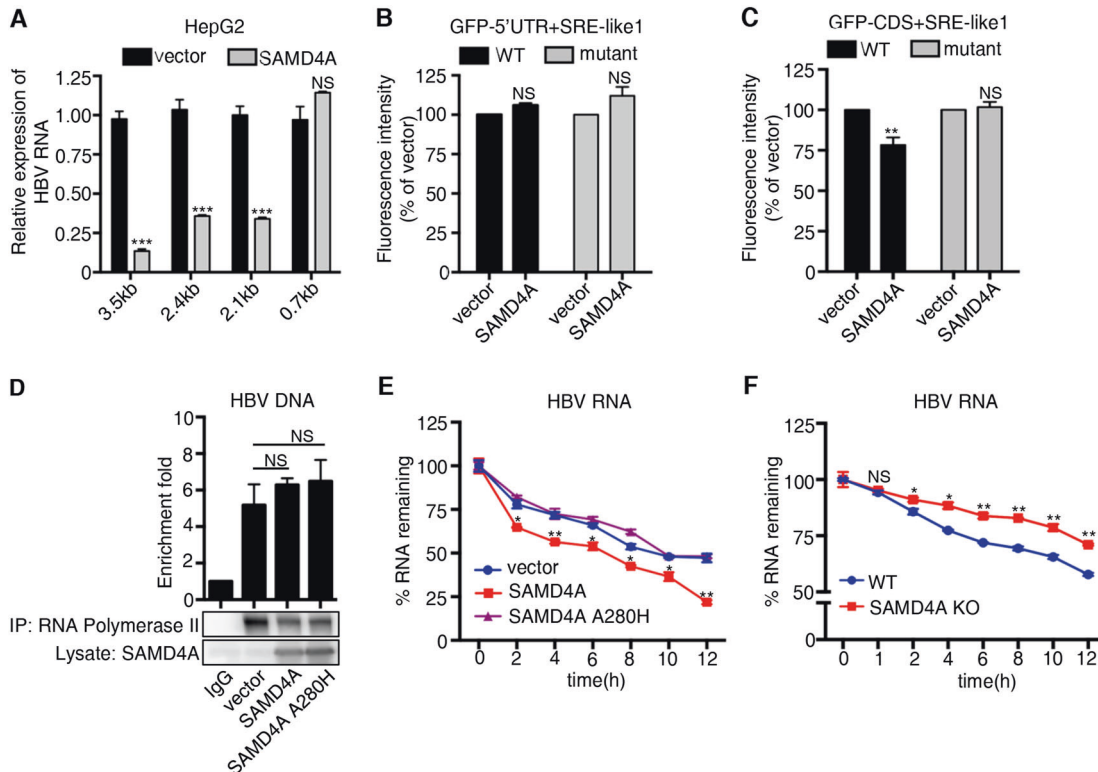 A
HepG2
vector
SAMD4A
Relative expression of
HBV RNA
1.25
1.00
0.75
0.50
0.25
0
***
***
***
NS
3.5kb
2.4kb
2.1kb
0.7kb
B
GFP-5'UTR+SRE-like1
WT
mutant
Fluorescence intensity
(% of vector)
125
100
75
50
25
0
NS
NS
vector
SAMD4A
vector
SAMD4A
C
GFP-CDS+SRE-like1
WT
mutant
Fluorescence intensity
(% of vector)
125
100
75
50
25
0
**
NS
vector
SAMD4A
vector
SAMD4A
D
HBV DNA
Enrichment fold
10
8
6
4
2
0
NS
NS
IP: RNA Polymerase II
Lysate: SAMD4A
IgG
vector
SAMD4A
SAMD4A A280H
E
HBV RNA
% RNA remaining
125
100
75
50
25
0
*
**
*
*
*
**
vector
SAMD4A
SAMD4A A280H
0 2 4 6 8 10 12
time(h)
F
HBV RNA
% RNA remaining
125
100
75
50
0
NS
*
*
**
**
**
**
WT
SAMD4A KO
0 1 2 4 6 8 10 12
time(h)